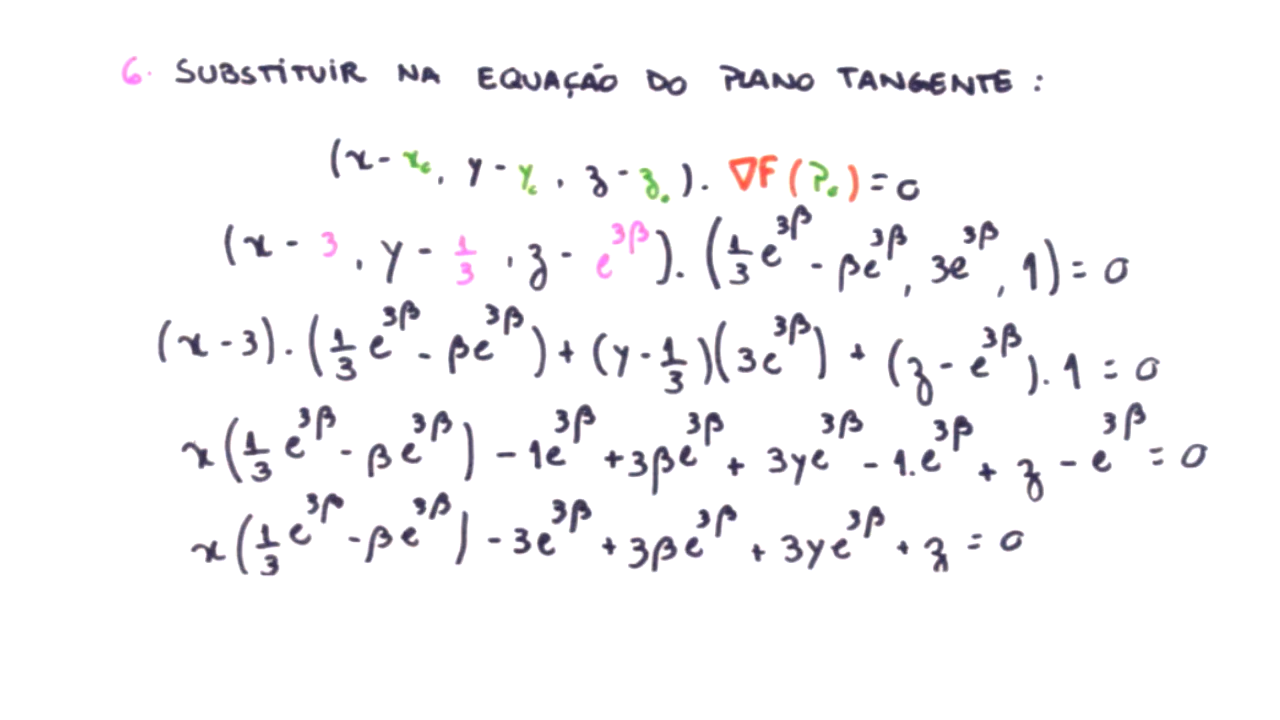 6. SUBSTITUIR NA EQUAÇÃO DO PLANO TANGENTE :
(x - x₀, y - y₀, z - z₀). ∇F (P₀) = 0
(x - 3, y - 1/3, z - e^3β). (1/3 e^3β - βe^3β, 3e^3β, 1) = 0
(x - 3). (1/3 e^3β - βe^3β) + (y - 1/3)(3e^3β) + (z - e^3β). 1 = 0
x(1/3 e^3β - βe^3β) - 1e^3β + 3βe^3β + 3ye^3β - 1.e^3β + z - e^3β = 0
x(1/3 e^3β - βe^3β) - 3e^3β + 3βe^3β + 3ye^3β + z = 0